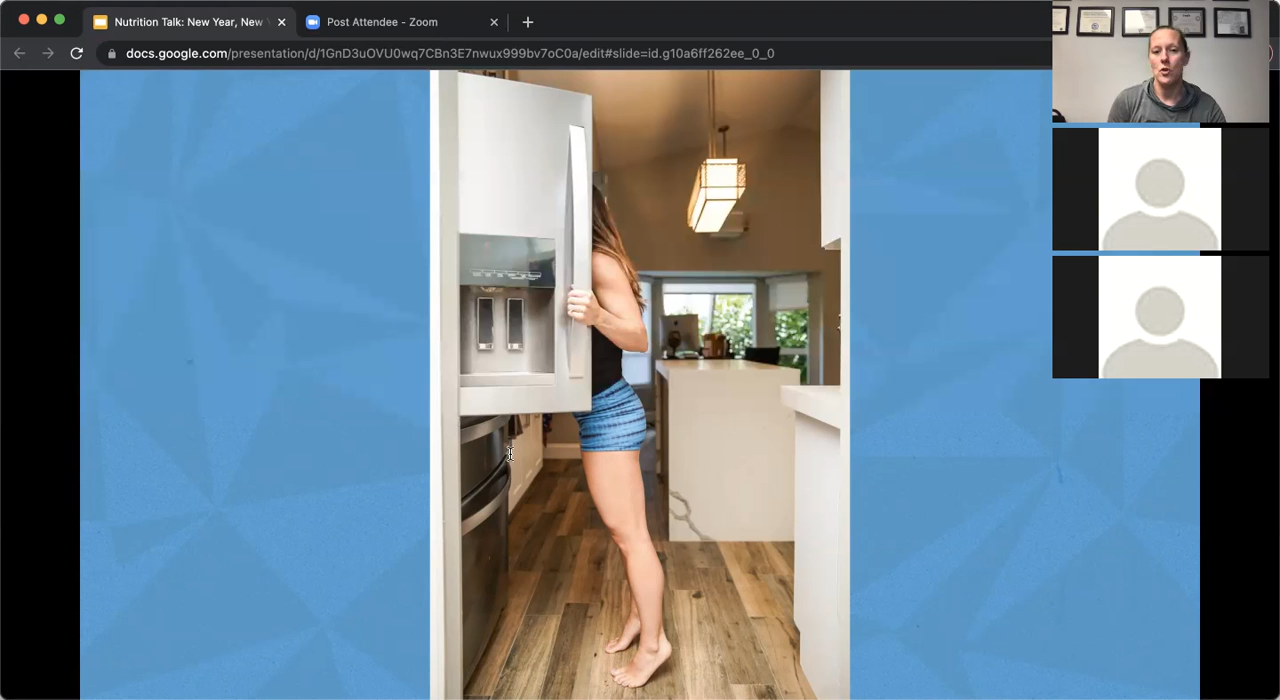 Nutrition Talk: New Year, New
Post Attendee - Zoom
docs.google.com/presentation/d/1GnD3uOVU0wq7CBn3E7nwux999bv7oC0a/edit#slide=id.g10a6ff262ee_0_0